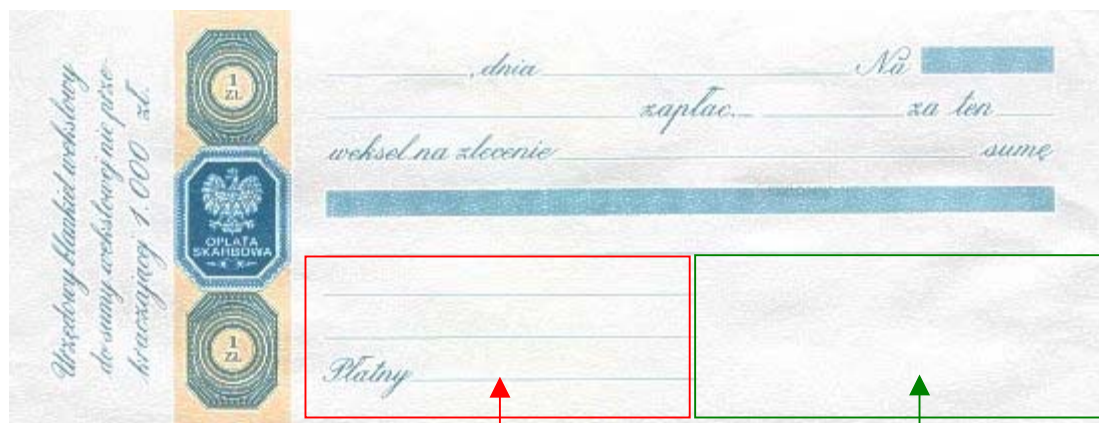 Urzędowy blankiet wekslowy
do sumy wekslowej nie prze-
kraczającej 1.000 zł.
1
ZŁ
OPŁATA
SKARBOWA
1
ZŁ
, dnia Na
zapłac... za ten
weksel na zlecenie sumę
Płatny